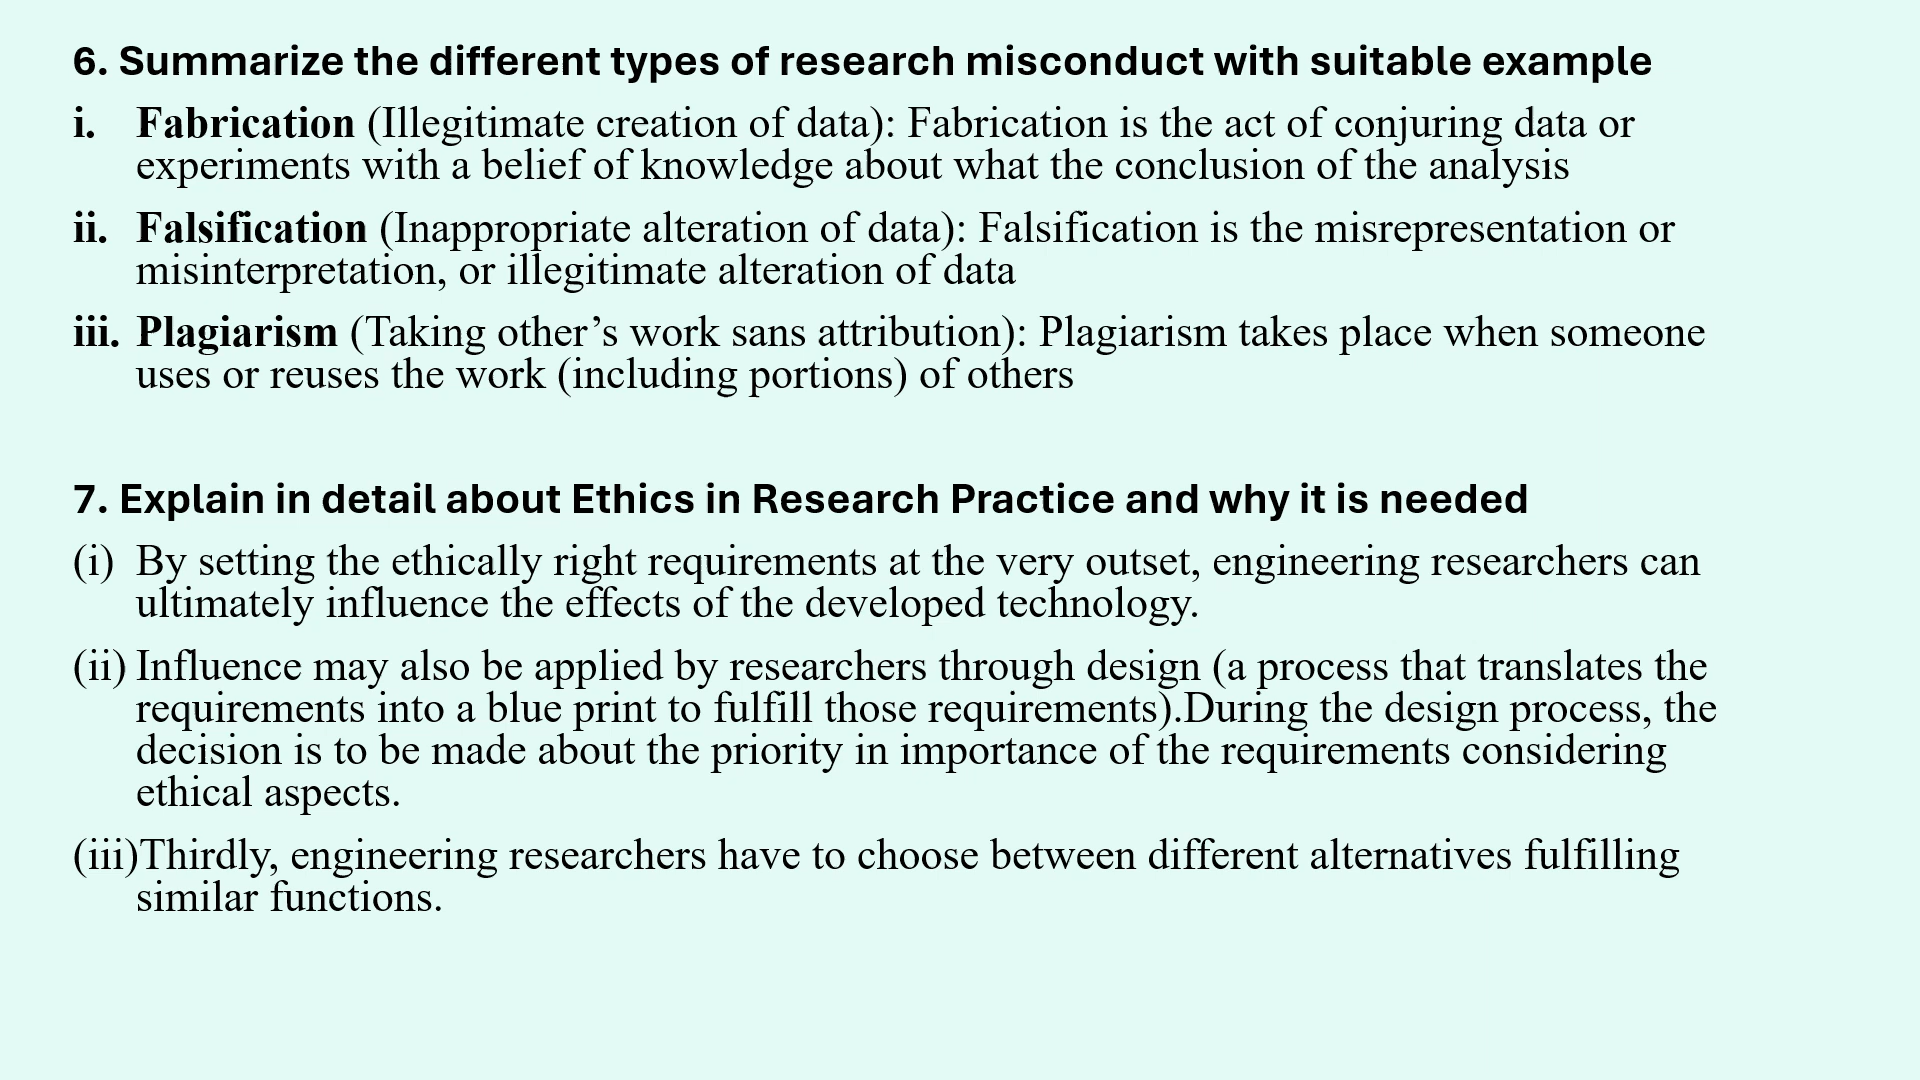 6. Summarize the different types of research misconduct with suitable example
i. Fabrication (Illegitimate creation of data): Fabrication is the act of conjuring data or
experiments with a belief of knowledge about what the conclusion of the analysis
ii. Falsification (Inappropriate alteration of data): Falsification is the misrepresentation or
misinterpretation, or illegitimate alteration of data
iii. Plagiarism (Taking other’s work sans attribution): Plagiarism takes place when someone
uses or reuses the work (including portions) of others
7. Explain in detail about Ethics in Research Practice and why it is needed
(i) By setting the ethically right requirements at the very outset, engineering researchers can
ultimately influence the effects of the developed technology.
(ii) Influence may also be applied by researchers through design (a process that translates the
requirements into a blue print to fulfill those requirements).During the design process, the
decision is to be made about the priority in importance of the requirements considering
ethical aspects.
(iii)Thirdly, engineering researchers have to choose between different alternatives fulfilling
similar functions.